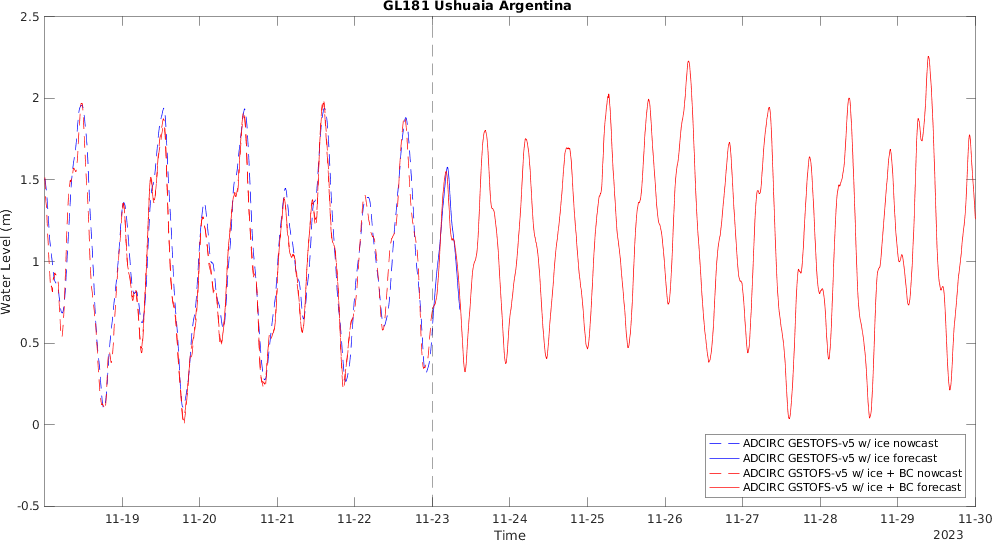 GL181 Ushuaia Argentina
2.5
2
1.5
1
0.5
0
-0.5
Water Level (m)
11-19 11-20 11-21 11-22 11-23 11-24 11-25 11-26 11-27 11-28 11-29 11-30
Time
2023
ADCIRC GESTOFS-v5 w/ ice nowcast
ADCIRC GESTOFS-v5 w/ ice forecast
ADCIRC GSTOFS-v5 w/ ice + BC nowcast
ADCIRC GSTOFS-v5 w/ ice + BC forecast